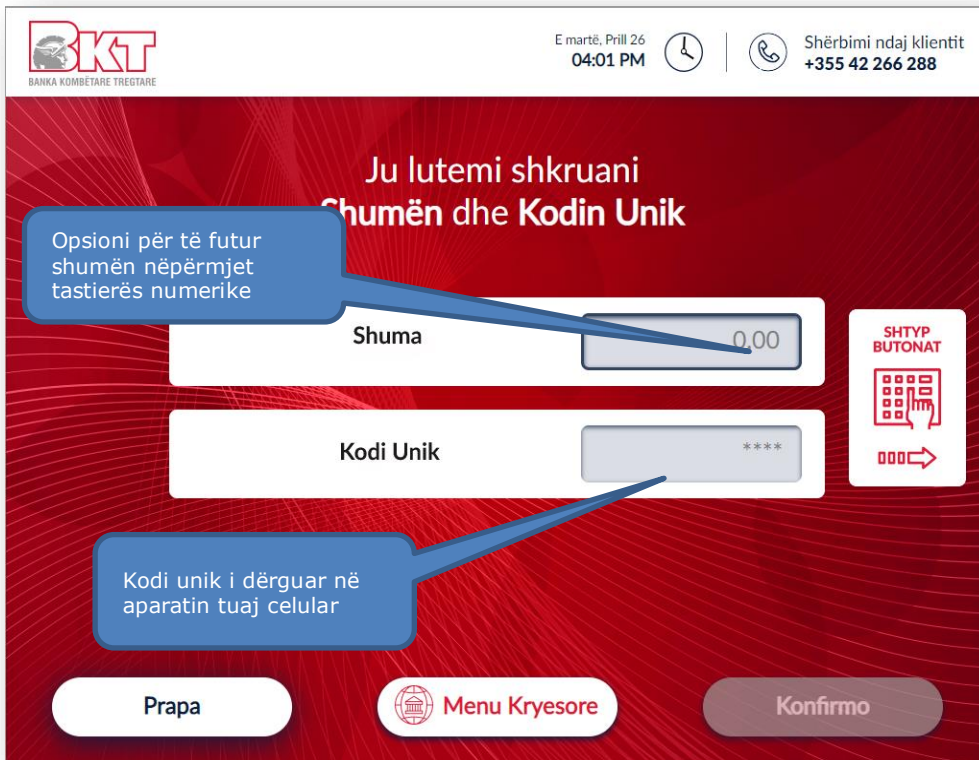 BKT
BANKA KOMBËTARE TREGTARE
E martë, Prill 26
04:01 PM
Shërbimi ndaj klientit
+355 42 266 288
Ju lutemi shkruani
Shumën dhe Kodin Unik
Opsioni për të futur
shumën nëpërmjet
tastierës numerike
Shuma
0.00
SHTYP
BUTONAT
Kodi Unik
****
Kodi unik i dërguar në
aparatin tuaj celular
Prapa
Menu Kryesore
Konfirmo